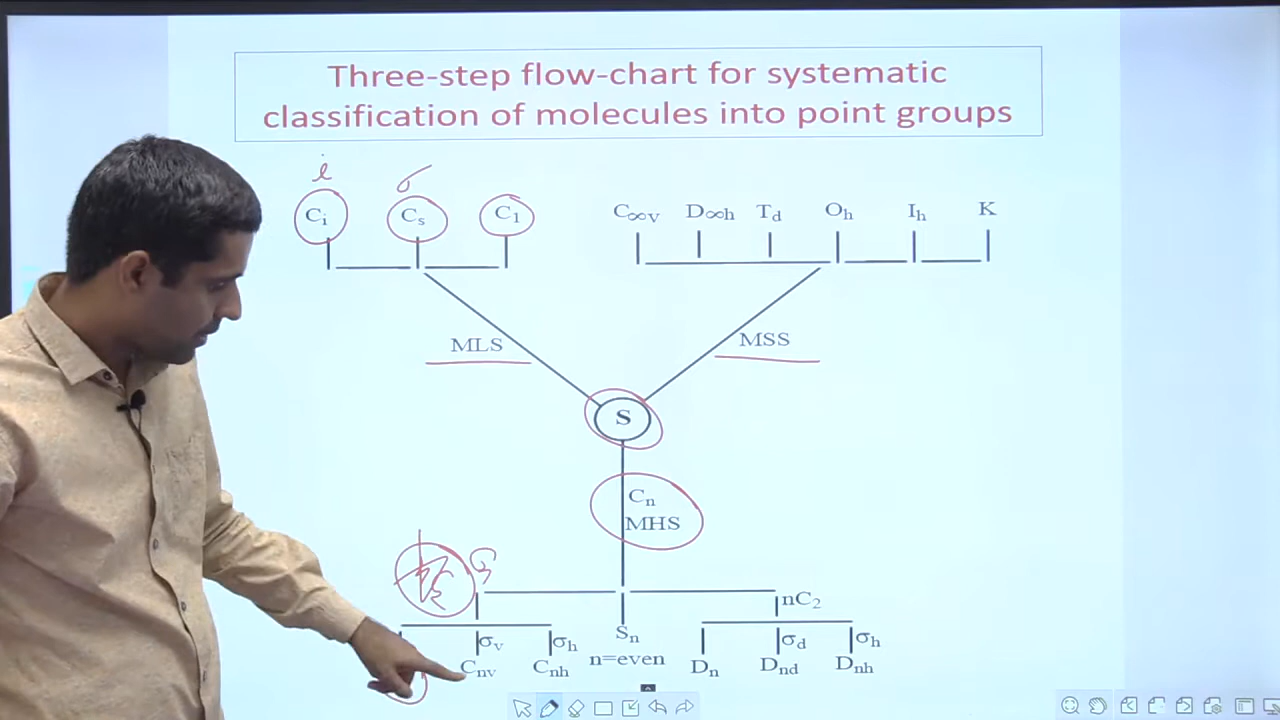 Three-step flow-chart for systematic
classification of molecules into point groups
i σ
Cᵢ Cₛ C₁ C∞v D∞h Td Oh Ih K
MLS MSS
S
Cn
MHS
nC₂
σv σh Sn σd σh
Cnv Cnh n=even Dn Dnd Dnh